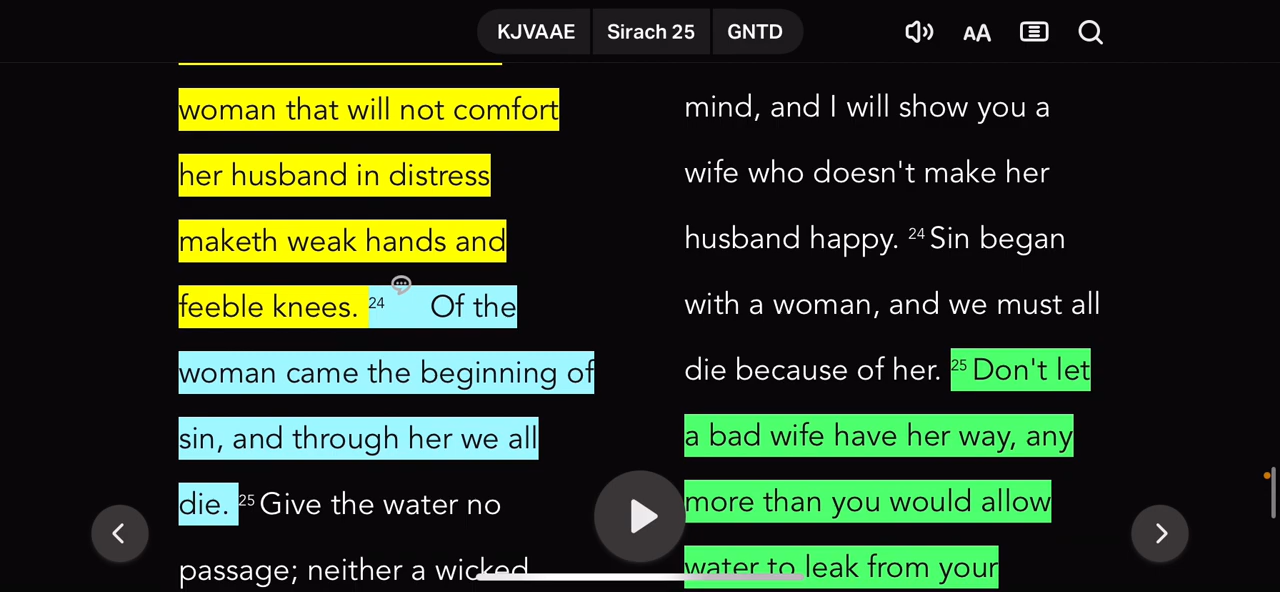 KJVAAE Sirach 25 GNTD AA
woman that will not comfort
her husband in distress
maketh weak hands and
feeble knees. 24 Of the
woman came the beginning of
sin, and through her we all
die. 25 Give the water no
passage; neither a wicked
mind, and I will show you a
wife who doesn't make her
husband happy. 24 Sin began
with a woman, and we must all
die because of her. 25 Don't let
a bad wife have her way, any
more than you would allow
water to leak from your